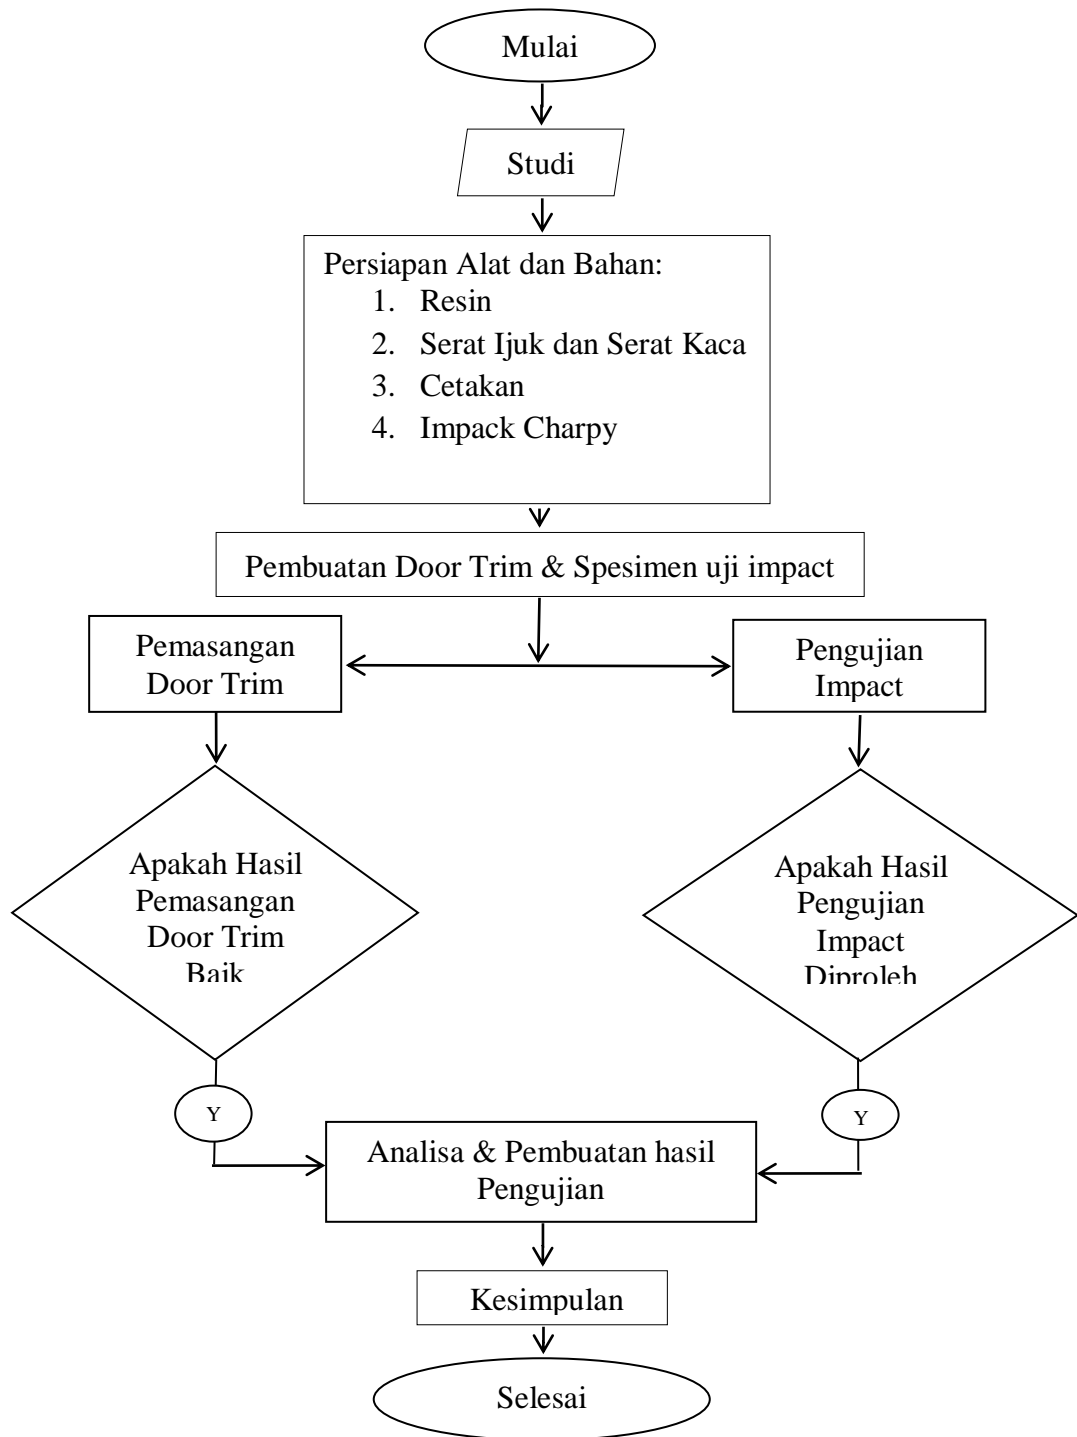 Mulai
Studi
Persiapan Alat dan Bahan:
1. Resin
2. Serat Ijuk dan Serat Kaca
3. Cetakan
4. Impack Charpy
Pembuatan Door Trim & Spesimen uji impact
Pemasangan
Door Trim
Pengujian
Impact
Apakah Hasil
Pemasangan
Door Trim
Baik
Apakah Hasil
Pengujian
Impact
Diproleh
Y
Y
Analisa & Pembuatan hasil
Pengujian
Kesimpulan
Selesai